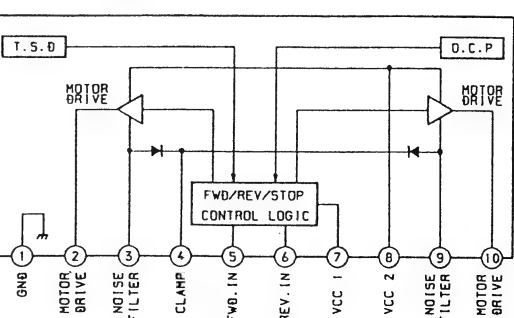 T.S.D
O.C.P
MOTOR
DRIVE
MOTOR
DRIVE
FWD/REV/STOP
CONTROL LOGIC
1
2
3
4
5
6
7
8
9
10
GND
MOTOR
DRIVE
NOISE
FILTER
CLAMP
FWD.IN
REV.IN
VCC 1
VCC 2
NOISE
FILTER
MOTOR
DRIVE